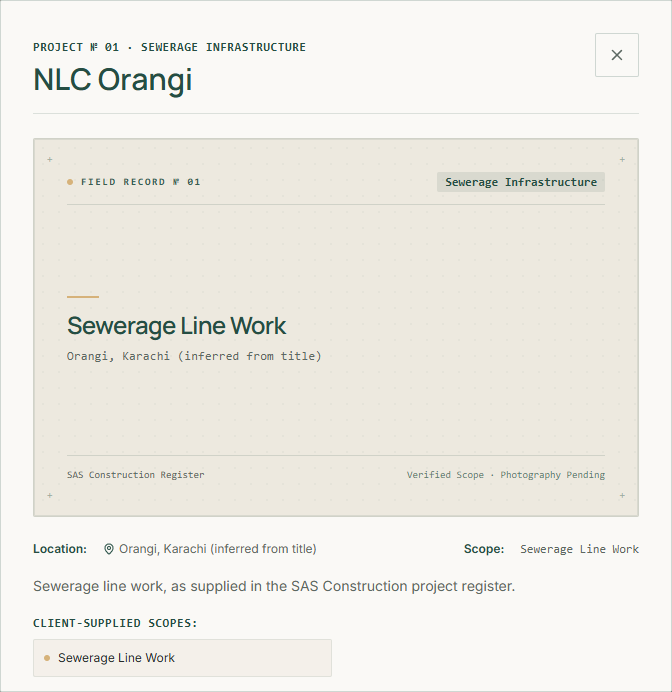 PROJECT № 01 · SEWERAGE INFRASTRUCTURE
NLC Orangi
FIELD RECORD № 01
Sewerage Infrastructure
Sewerage Line Work
Orangi, Karachi (inferred from title)
SAS Construction Register
Verified Scope · Photography Pending
Location: Orangi, Karachi (inferred from title)
Scope: Sewerage Line Work
Sewerage line work, as supplied in the SAS Construction project register.
CLIENT-SUPPLIED SCOPES:
Sewerage Line Work